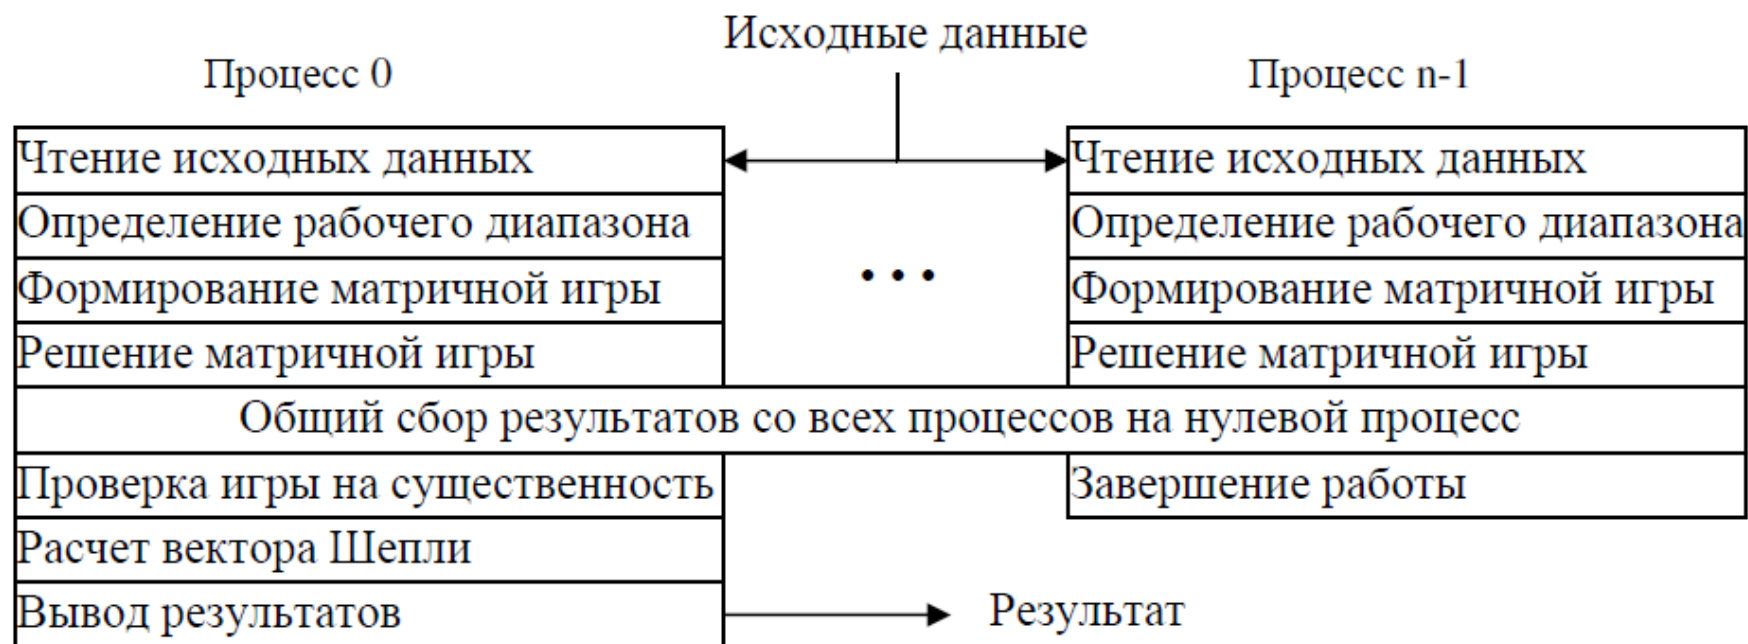 Исходные данные
Процесс 0
Процесс n-1
Чтение исходных данных
Чтение исходных данных
Определение рабочего диапазона
Определение рабочего диапазона
Формирование матричной игры
• • •
Формирование матричной игры
Решение матричной игры
Решение матричной игры
Общий сбор результатов со всех процессов на нулевой процесс
Проверка игры на существенность
Завершение работы
Расчет вектора Шепли
Вывод результатов
Результат